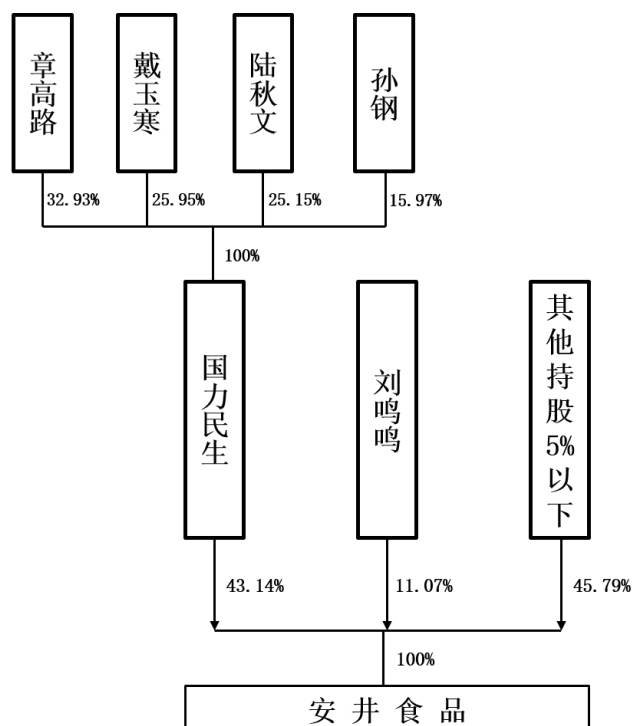 章高路
戴玉寒
陆秋文
孙钢
32.93%
25.95%
25.15%
15.97%
100%
国力民生
刘鸣鸣
其他持股5%以下
43.14%
11.07%
45.79%
100%
安井食品